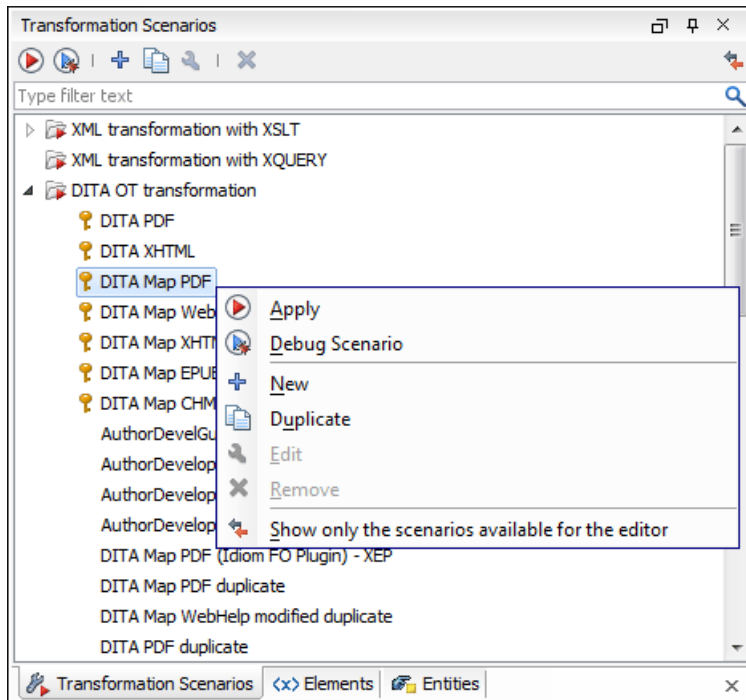 Transformation Scenarios
Type filter text
XML transformation with XSLT
XML transformation with XQUERY
DITA OT transformation
DITA PDF
DITA XHTML
DITA Map PDF
DITA Map Web
DITA Map XHT
DITA Map EPUB
DITA Map CHM
AuthorDevelGu
AuthorDevelop
AuthorDevelop
AuthorDevelop
Apply
Debug Scenario
New
Duplicate
Edit
Remove
Show only the scenarios available for the editor
DITA Map PDF (Idiom FO Plugin) - XEP
DITA Map PDF duplicate
DITA Map WebHelp modified duplicate
DITA PDF duplicate
Transformation Scenarios <x> Elements Entities